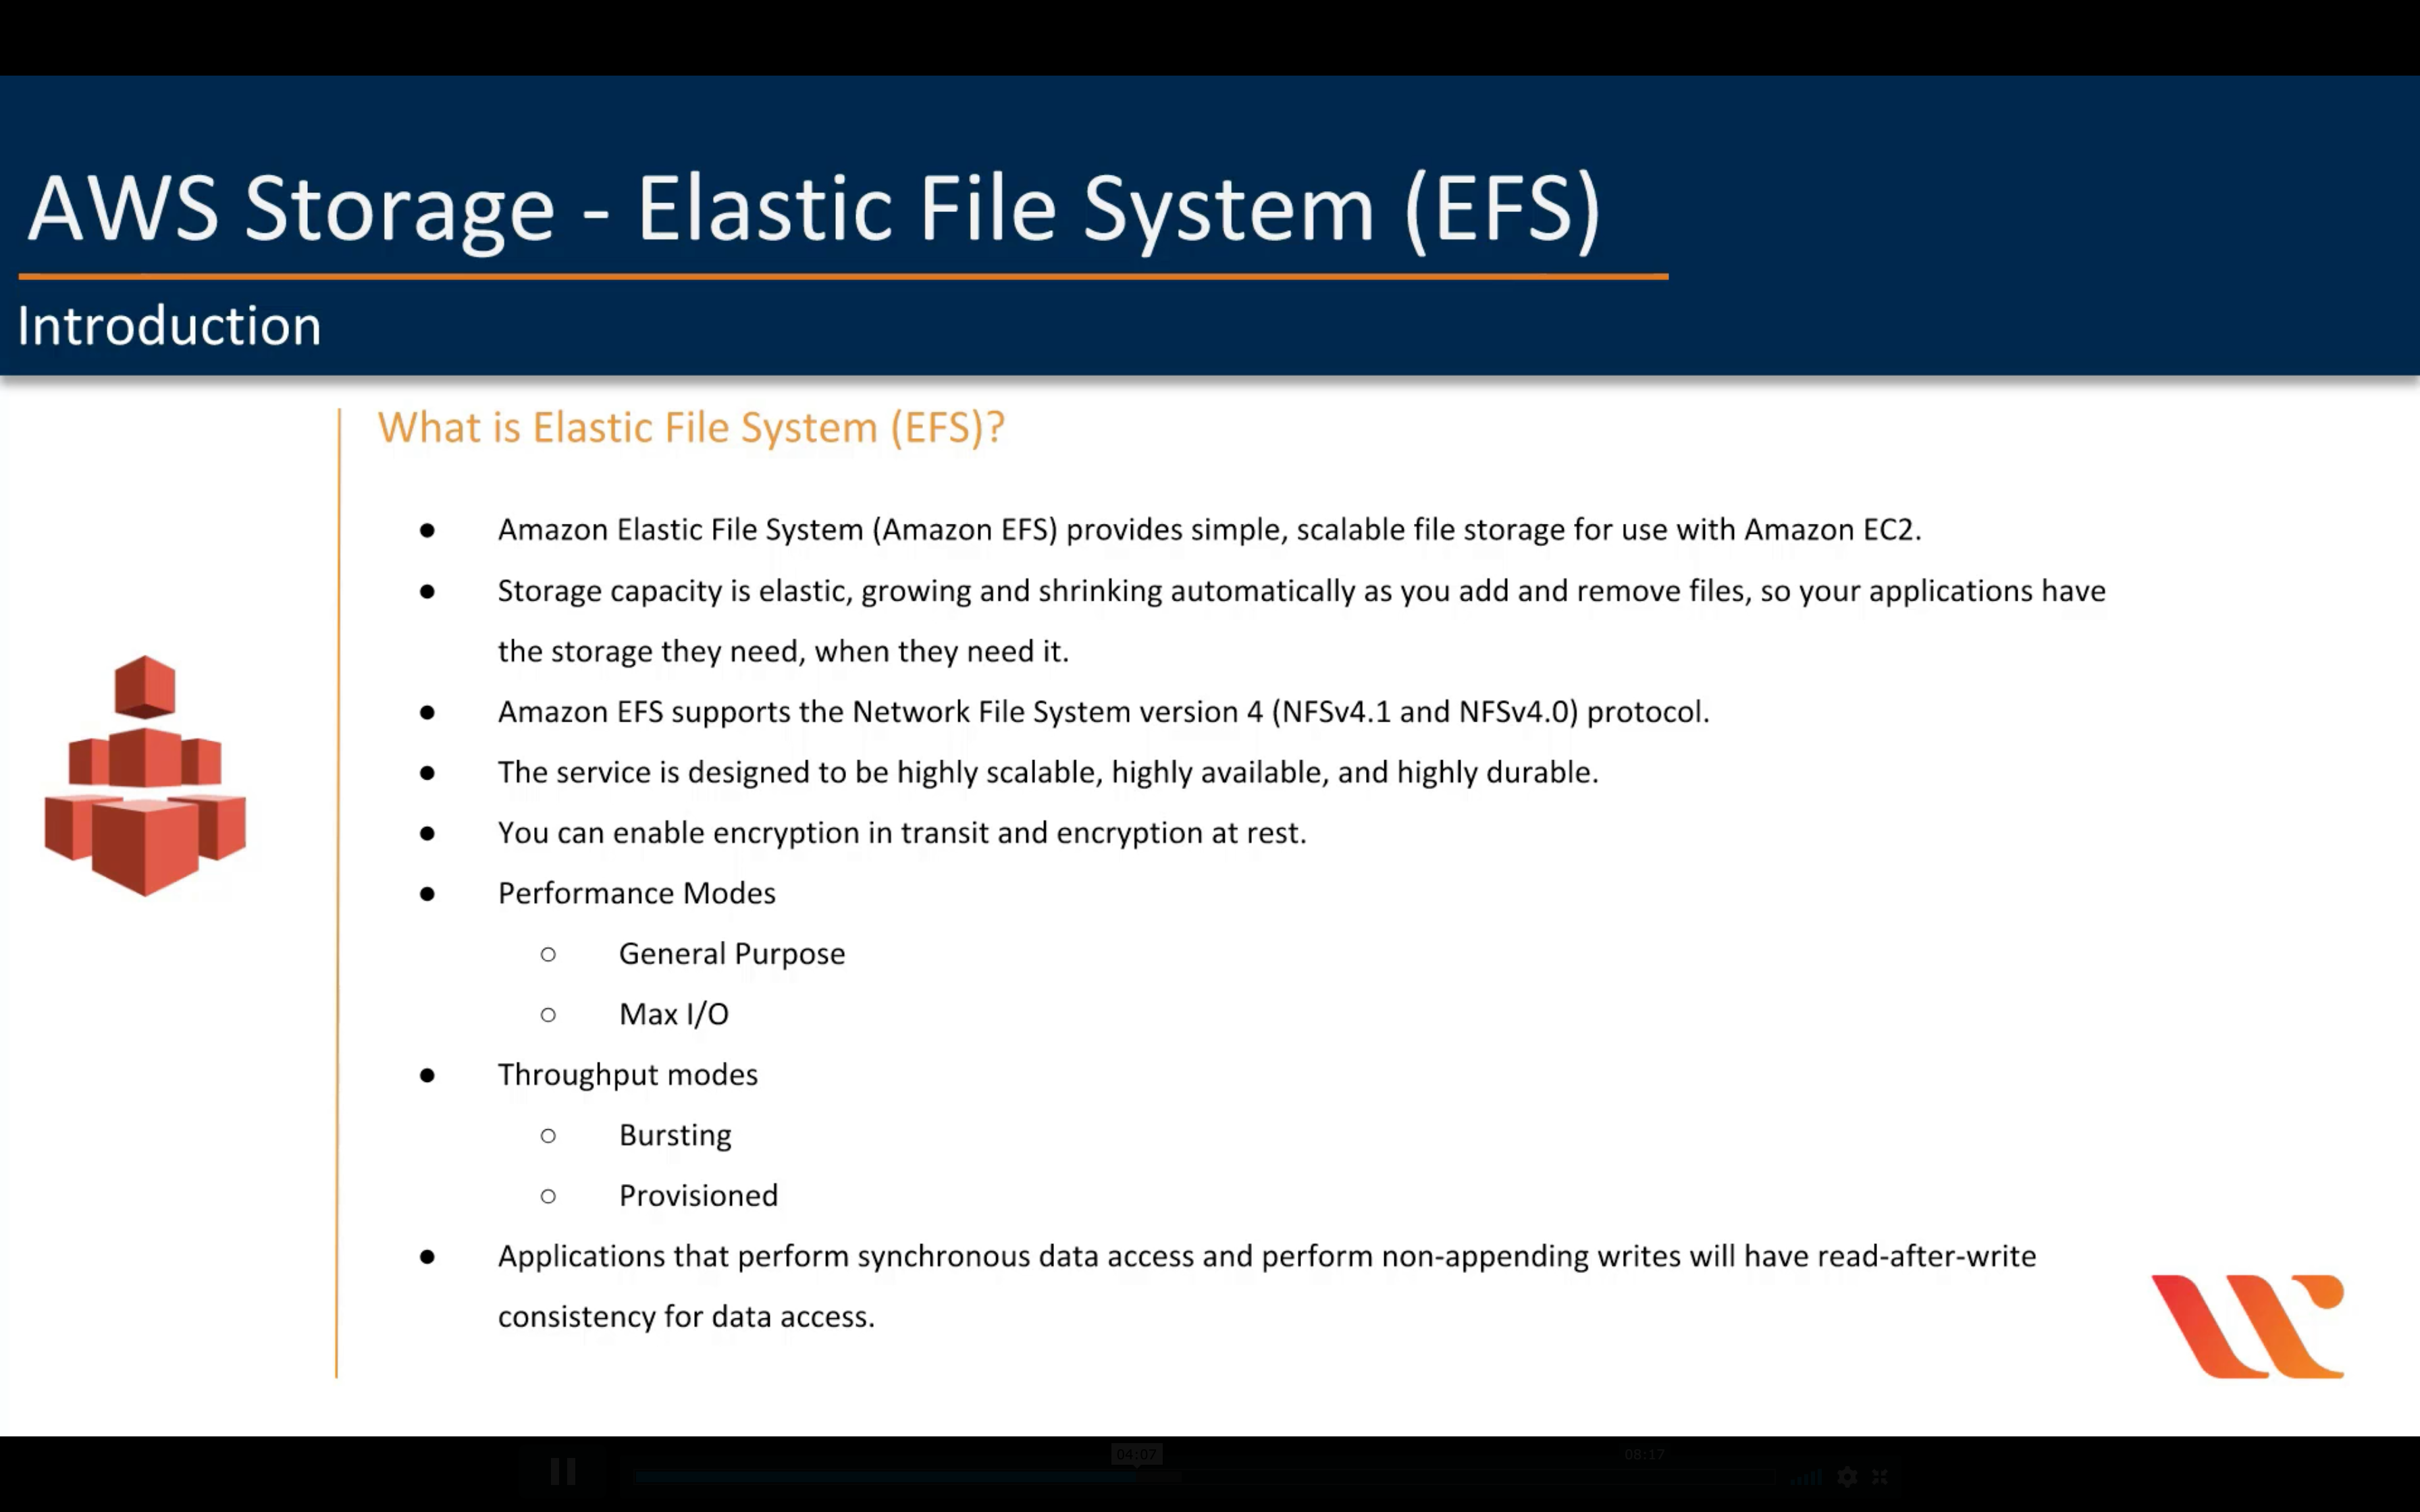 AWS Storage - Elastic File System (EFS)
Introduction
What is Elastic File System (EFS)?
● Amazon Elastic File System (Amazon EFS) provides simple, scalable file storage for use with Amazon EC2.
● Storage capacity is elastic, growing and shrinking automatically as you add and remove files, so your applications have
the storage they need, when they need it.
● Amazon EFS supports the Network File System version 4 (NFSv4.1 and NFSv4.0) protocol.
● The service is designed to be highly scalable, highly available, and highly durable.
● You can enable encryption in transit and encryption at rest.
● Performance Modes
○ General Purpose
○ Max I/O
● Throughput modes
○ Bursting
○ Provisioned
● Applications that perform synchronous data access and perform non-appending writes will have read-after-write
consistency for data access.
04:07
08:17